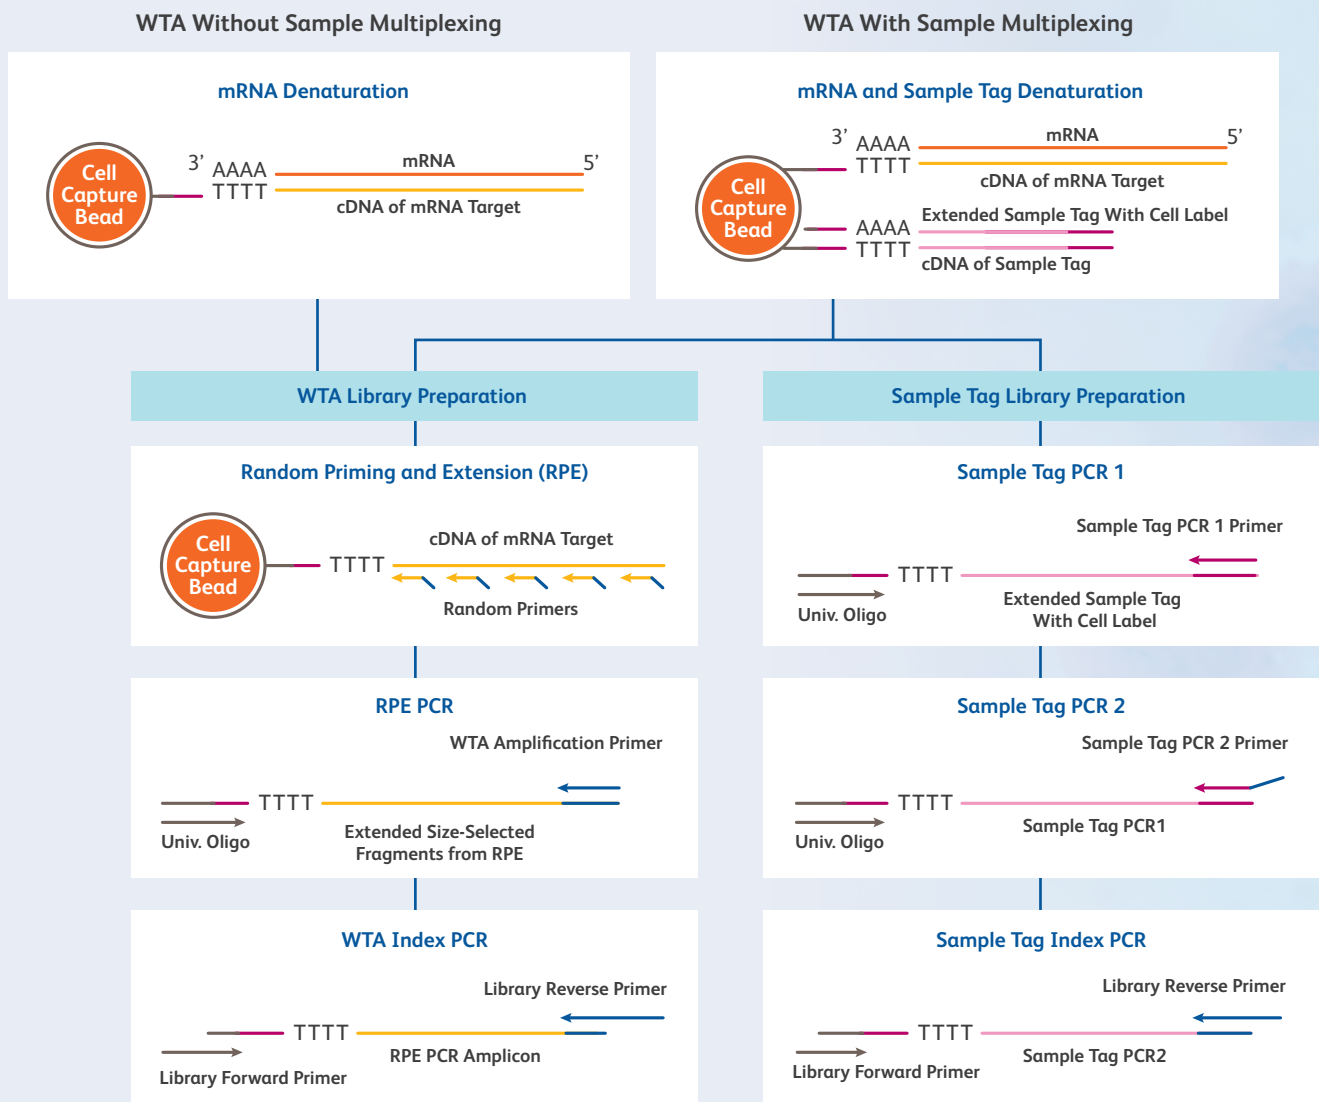 WTA Without Sample Multiplexing
mRNA Denaturation
Cell
Capture
Bead
3’ AAAA mRNA 5’
TTTT
cDNA of mRNA Target
WTA With Sample Multiplexing
mRNA and Sample Tag Denaturation
Cell
Capture
Bead
3’ AAAA mRNA 5’
TTTT
cDNA of mRNA Target
Extended Sample Tag With Cell Label
AAAA
TTTT
cDNA of Sample Tag
WTA Library Preparation
Random Priming and Extension (RPE)
Cell
Capture
Bead
TTTT
cDNA of mRNA Target
Random Primers
RPE PCR
WTA Amplification Primer
TTTT
Univ. Oligo
Extended Size-Selected
Fragments from RPE
WTA Index PCR
Library Reverse Primer
TTTT
RPE PCR Amplicon
Library Forward Primer
Sample Tag Library Preparation
Sample Tag PCR 1
Sample Tag PCR 1 Primer
TTTT
Univ. Oligo
Extended Sample Tag
With Cell Label
Sample Tag PCR 2
Sample Tag PCR 2 Primer
TTTT
Univ. Oligo
Sample Tag PCR1
Sample Tag Index PCR
Library Reverse Primer
TTTT
Sample Tag PCR2
Library Forward Primer